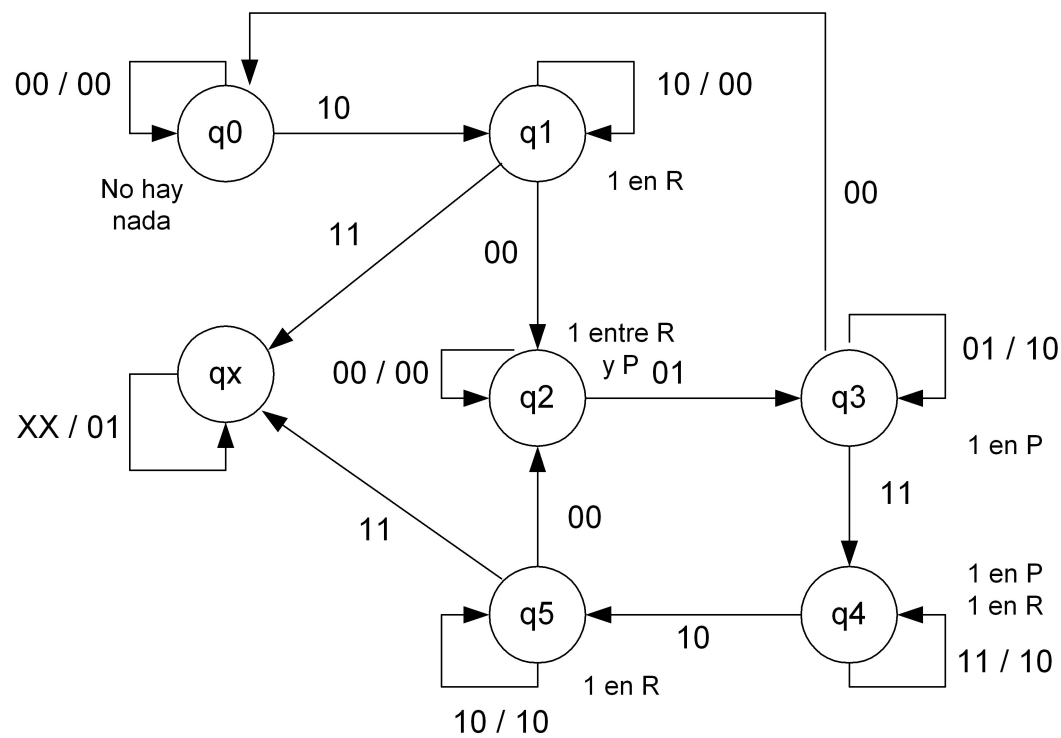 00 / 00
q0
10
q1
10 / 00
No hay
nada
1 en R
00
11
00
qx
XX / 01
00 / 00
q2
1 entre R
y P
01
q3
01 / 10
1 en P
11
11
00
q5
10
q4
1 en P
1 en R
11 / 10
1 en R
10 / 10